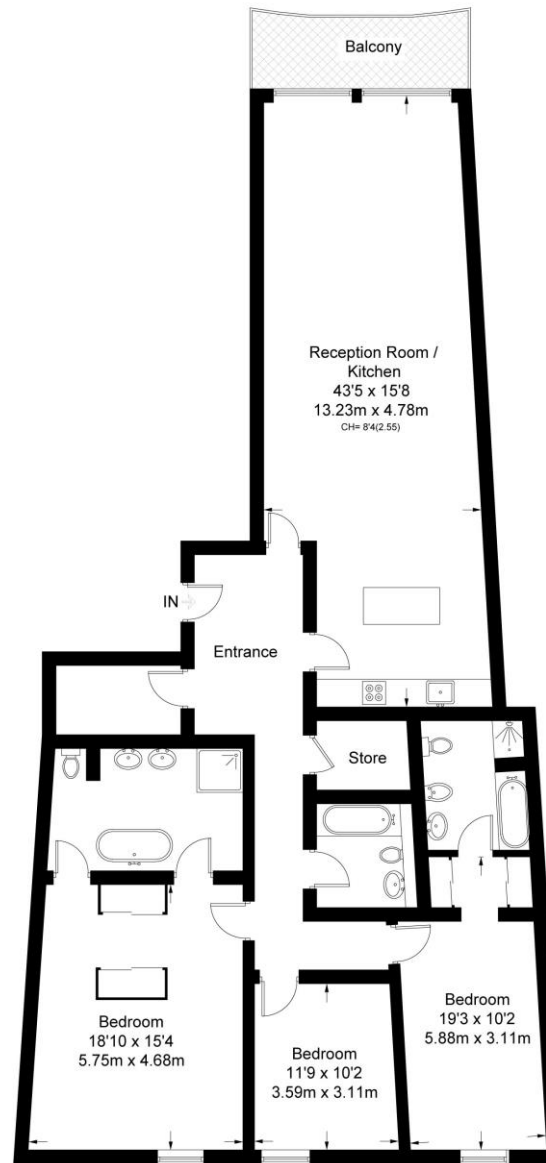 Balcony
Reception Room /
Kitchen
43'5 x 15'8
13.23m x 4.78m
CH= 8'4(2.55)
IN
Entrance
Store
Bedroom
18'10 x 15'4
5.75m x 4.68m
Bedroom
11'9 x 10'2
3.59m x 3.11m
Bedroom
19'3 x 10'2
5.88m x 3.11m